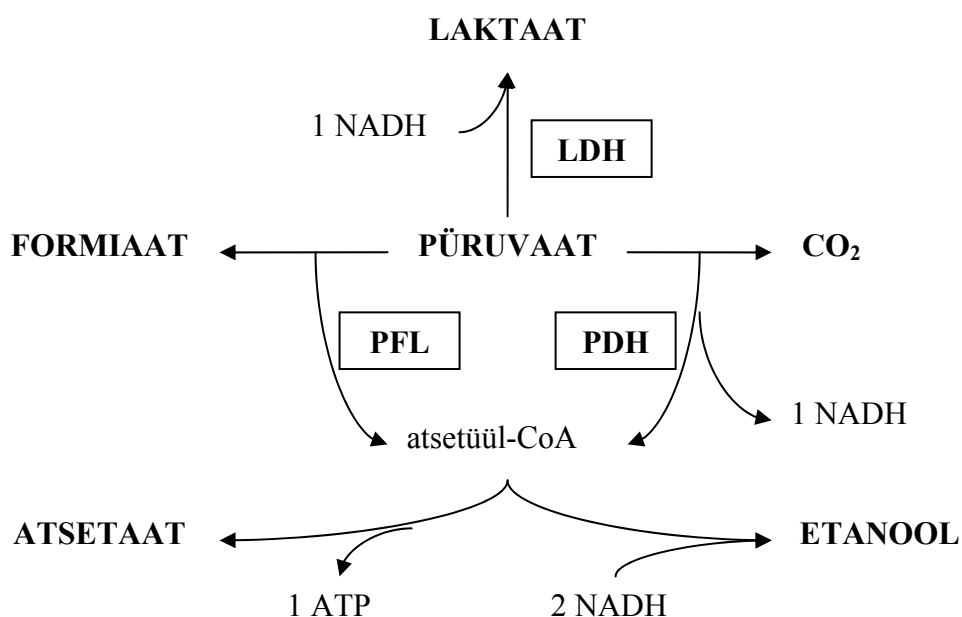 LAKTAAT
1 NADH
LDH
FORMIAAT
PÜRUVAAT
CO₂
PFL
PDH
1 NADH
atsetüül-CoA
ATSETAAT
ETANOOL
1 ATP
2 NADH